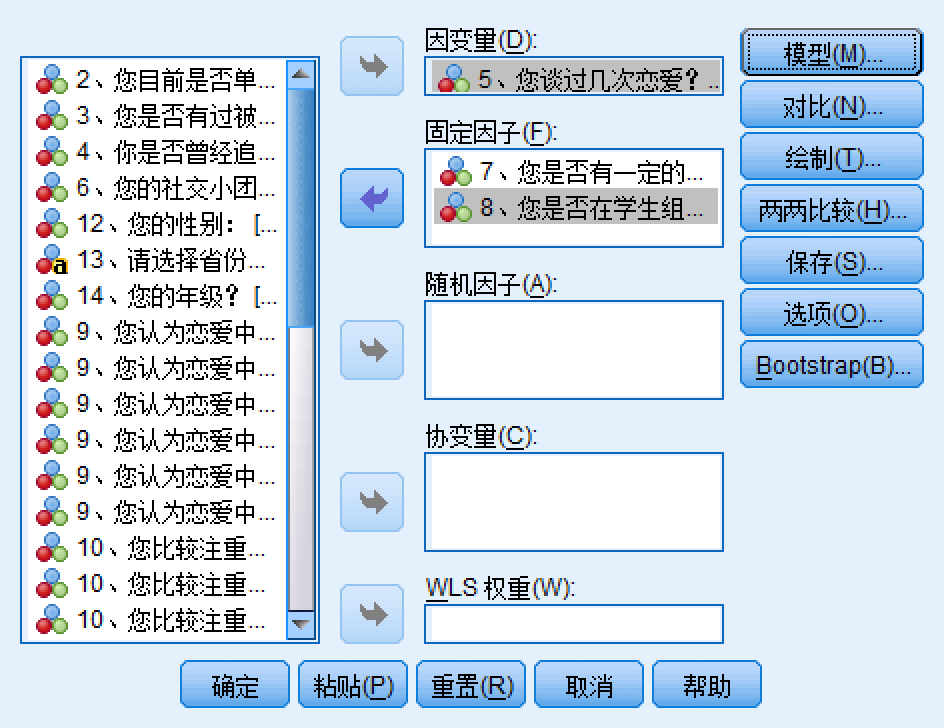 2、您目前是否单...
3、您是否有过被...
4、你是否曾经追...
6、您的社交小团...
12、您的性别： [...
13、请选择省份...
14、您的年级？ [...
9、您认为恋爱中...
9、您认为恋爱中...
9、您认为恋爱中...
9、您认为恋爱中...
9、您认为恋爱中...
9、您认为恋爱中...
10、您比较注重...
10、您比较注重...
10、您比较注重...
因变量(D):
5、您谈过几次恋爱？ ..
固定因子(F):
7、您是否有一定的...
8、您是否在学生组...
随机因子(A):
协变量(C):
WLS 权重(W):
模型(M)...
对比(N)...
绘制(T)...
两两比较(H)...
保存(S)...
选项(O)...
Bootstrap(B)...
确定
粘贴(P)
重置(R)
取消
帮助